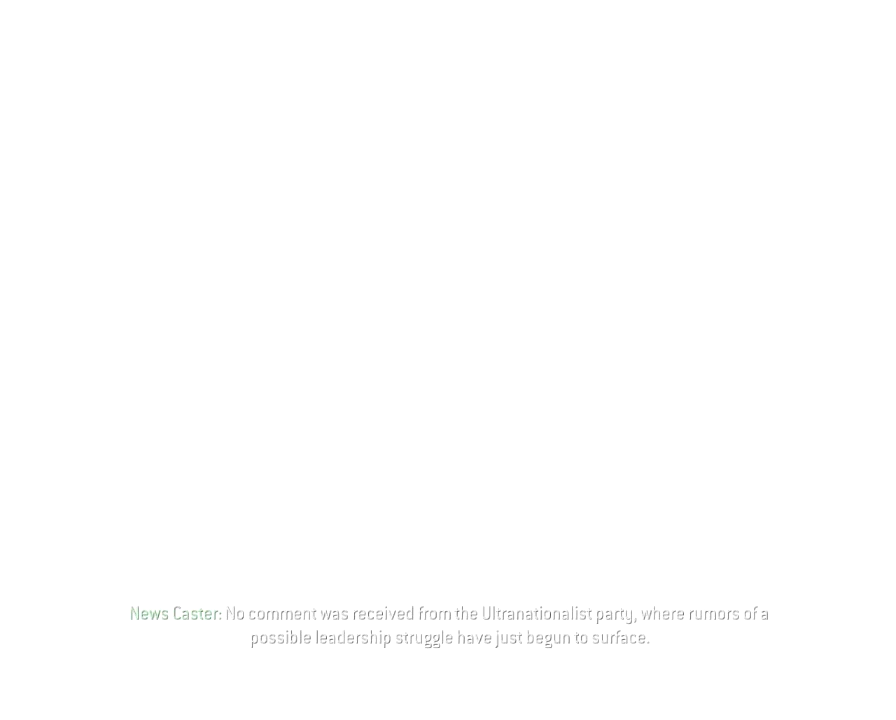 News Caster: No comment was received from the Ultranationalist party, where rumors of a
possible leadership struggle have just begun to surface.